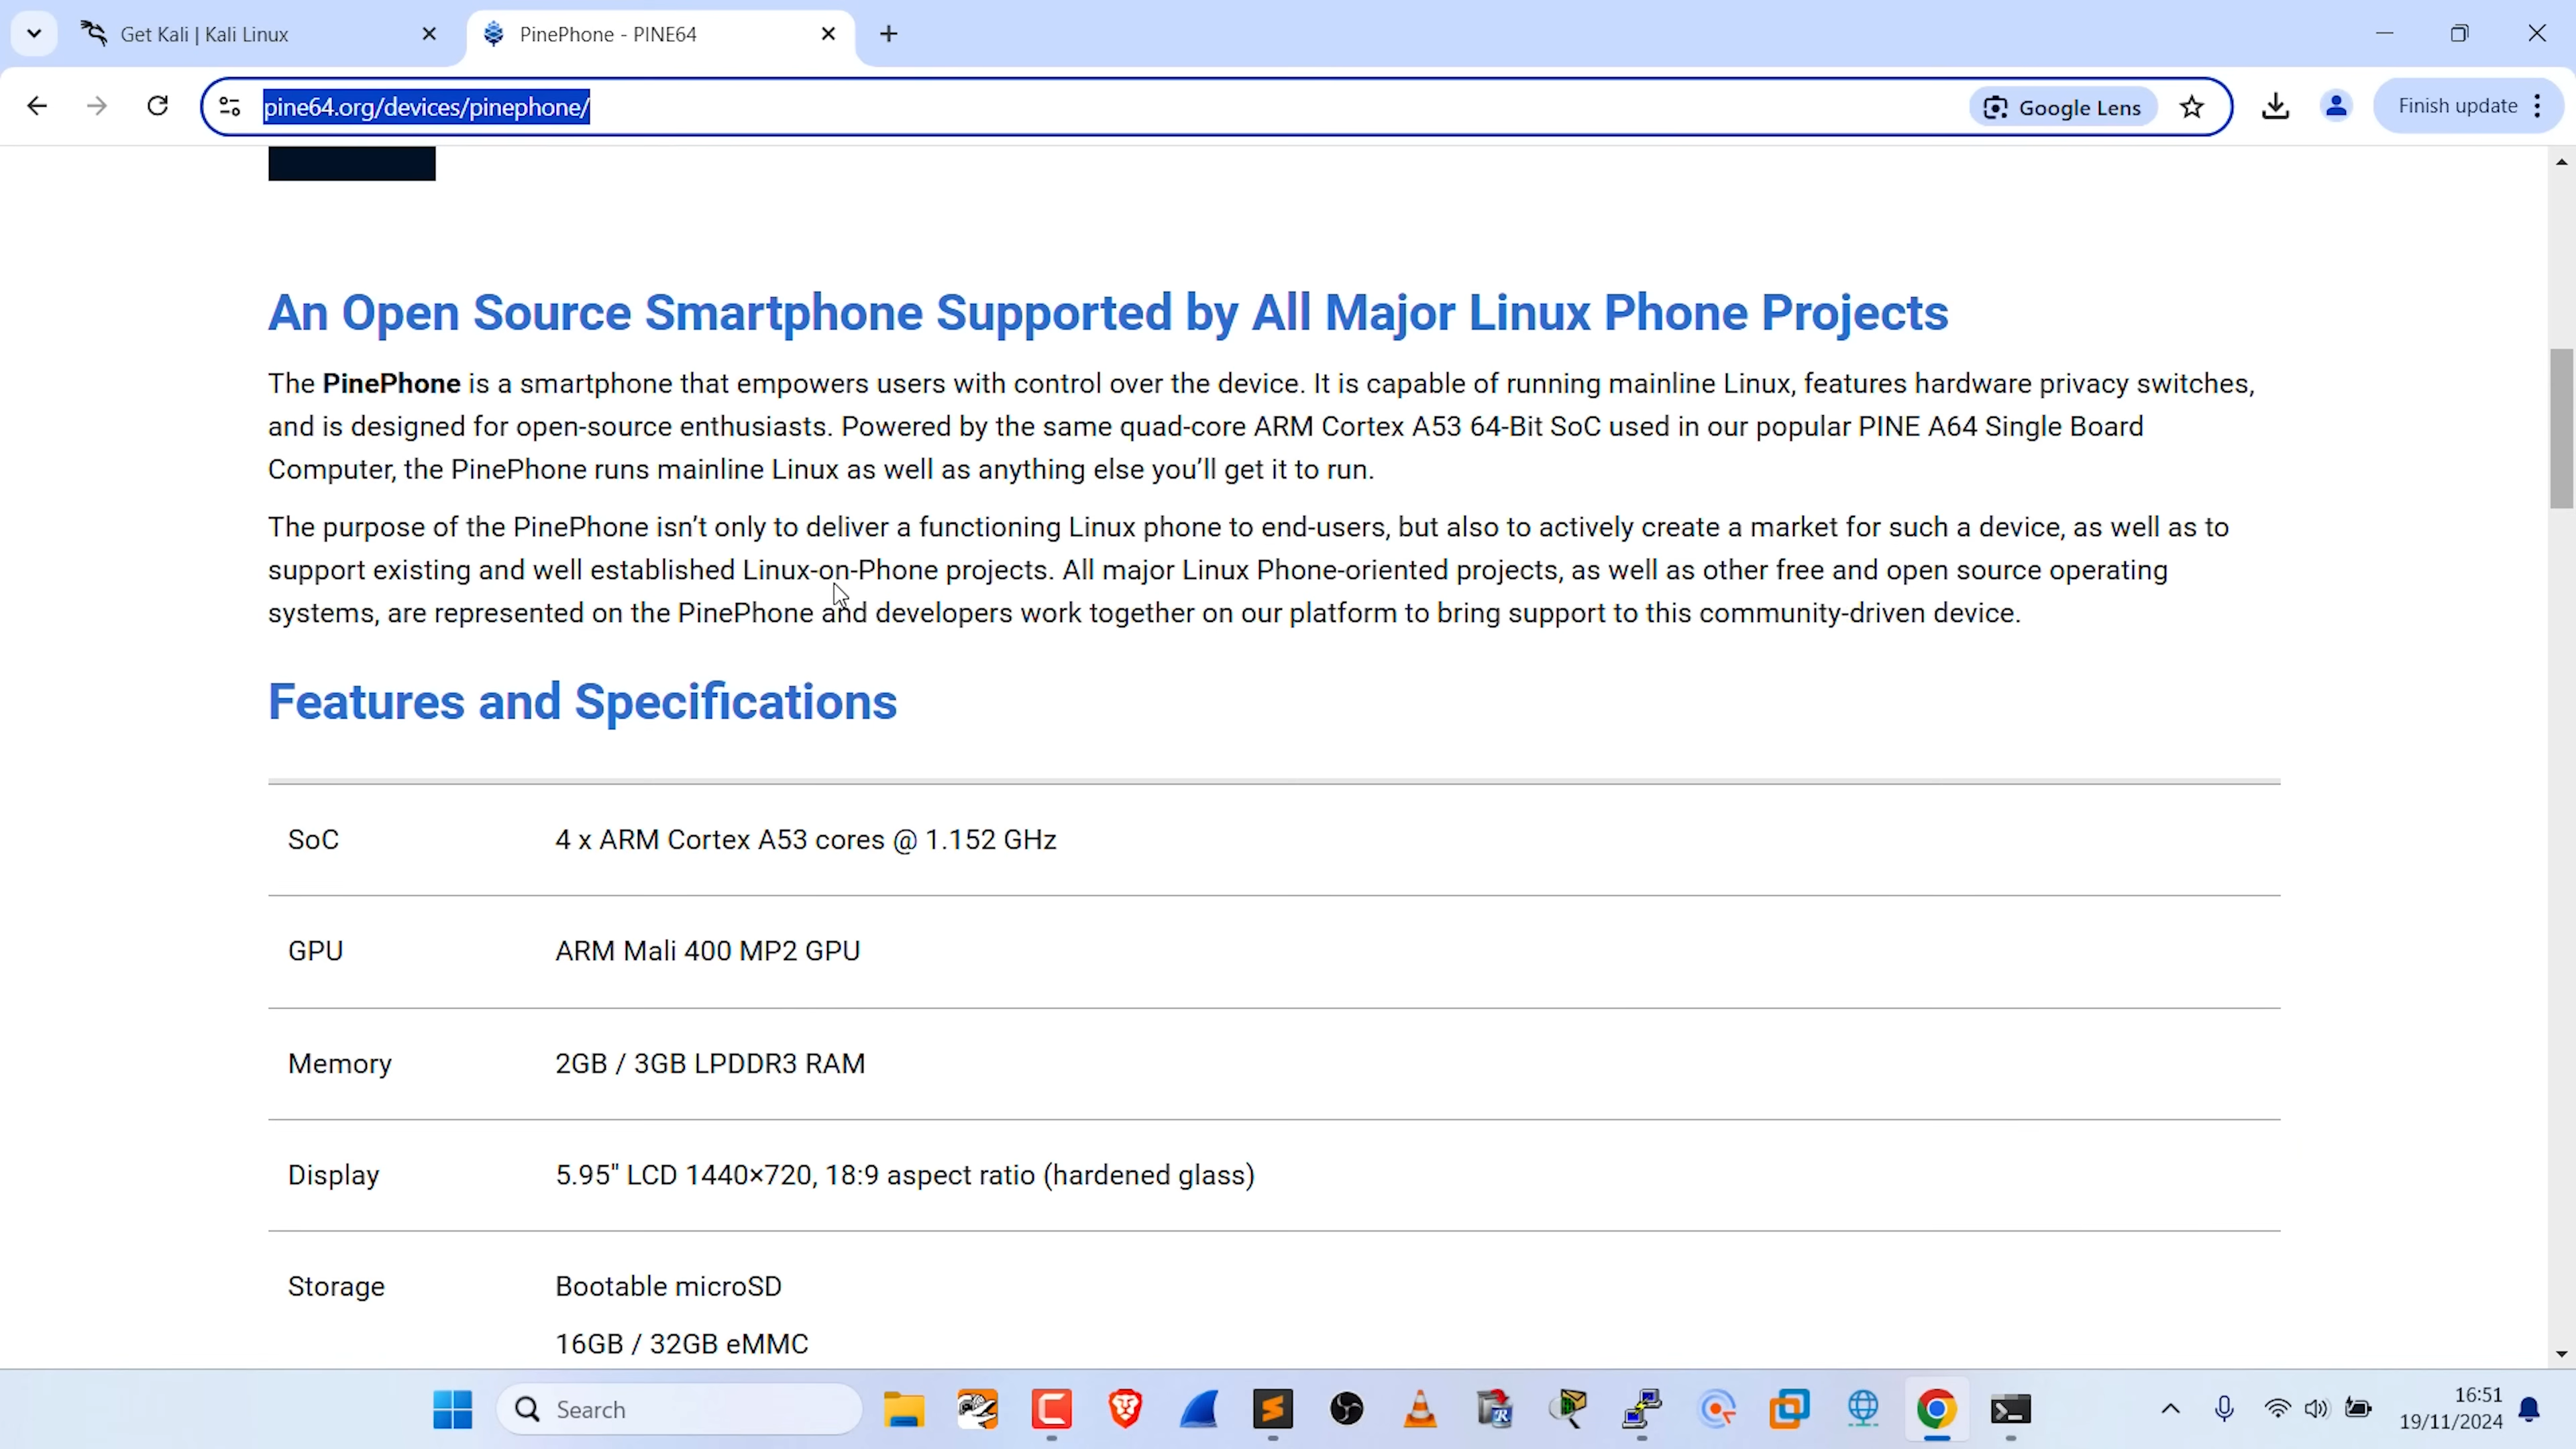 Get Kali | Kali Linux
PinePhone - PINE64
pine64.org/devices/pinephone/
Google Lens
Finish update
An Open Source Smartphone Supported by All Major Linux Phone Projects
The PinePhone is a smartphone that empowers users with control over the device. It is capable of running mainline Linux, features hardware privacy switches,
and is designed for open-source enthusiasts. Powered by the same quad-core ARM Cortex A53 64-Bit SoC used in our popular PINE A64 Single Board
Computer, the PinePhone runs mainline Linux as well as anything else you’ll get it to run.
The purpose of the PinePhone isn’t only to deliver a functioning Linux phone to end-users, but also to actively create a market for such a device, as well as to
support existing and well established Linux-on-Phone projects. All major Linux Phone-oriented projects, as well as other free and open source operating
systems, are represented on the PinePhone and developers work together on our platform to bring support to this community-driven device.
Features and Specifications
SoC 4 x ARM Cortex A53 cores @ 1.152 GHz
GPU ARM Mali 400 MP2 GPU
Memory 2GB / 3GB LPDDR3 RAM
Display 5.95" LCD 1440×720, 18:9 aspect ratio (hardened glass)
Storage Bootable microSD
16GB / 32GB eMMC
Search
16:51
19/11/2024